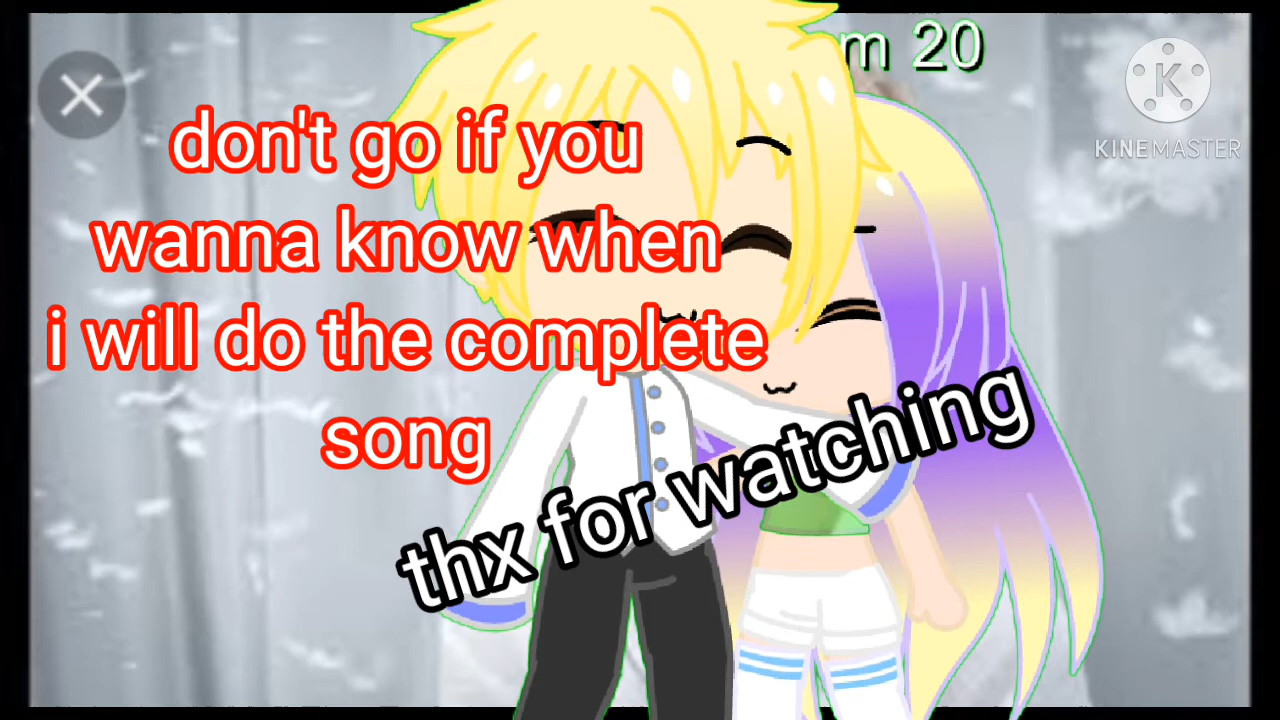 m 20
KINEMASTER
don't go if you
wanna know when
i will do the complete
song
thx for watching